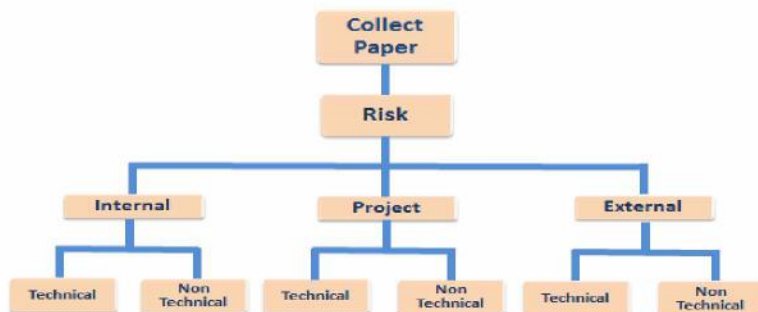 Collect
Paper
Risk
Internal
Project
External
Technical
Non
Technical
Technical
Non
Technical
Technical
Non
Technical